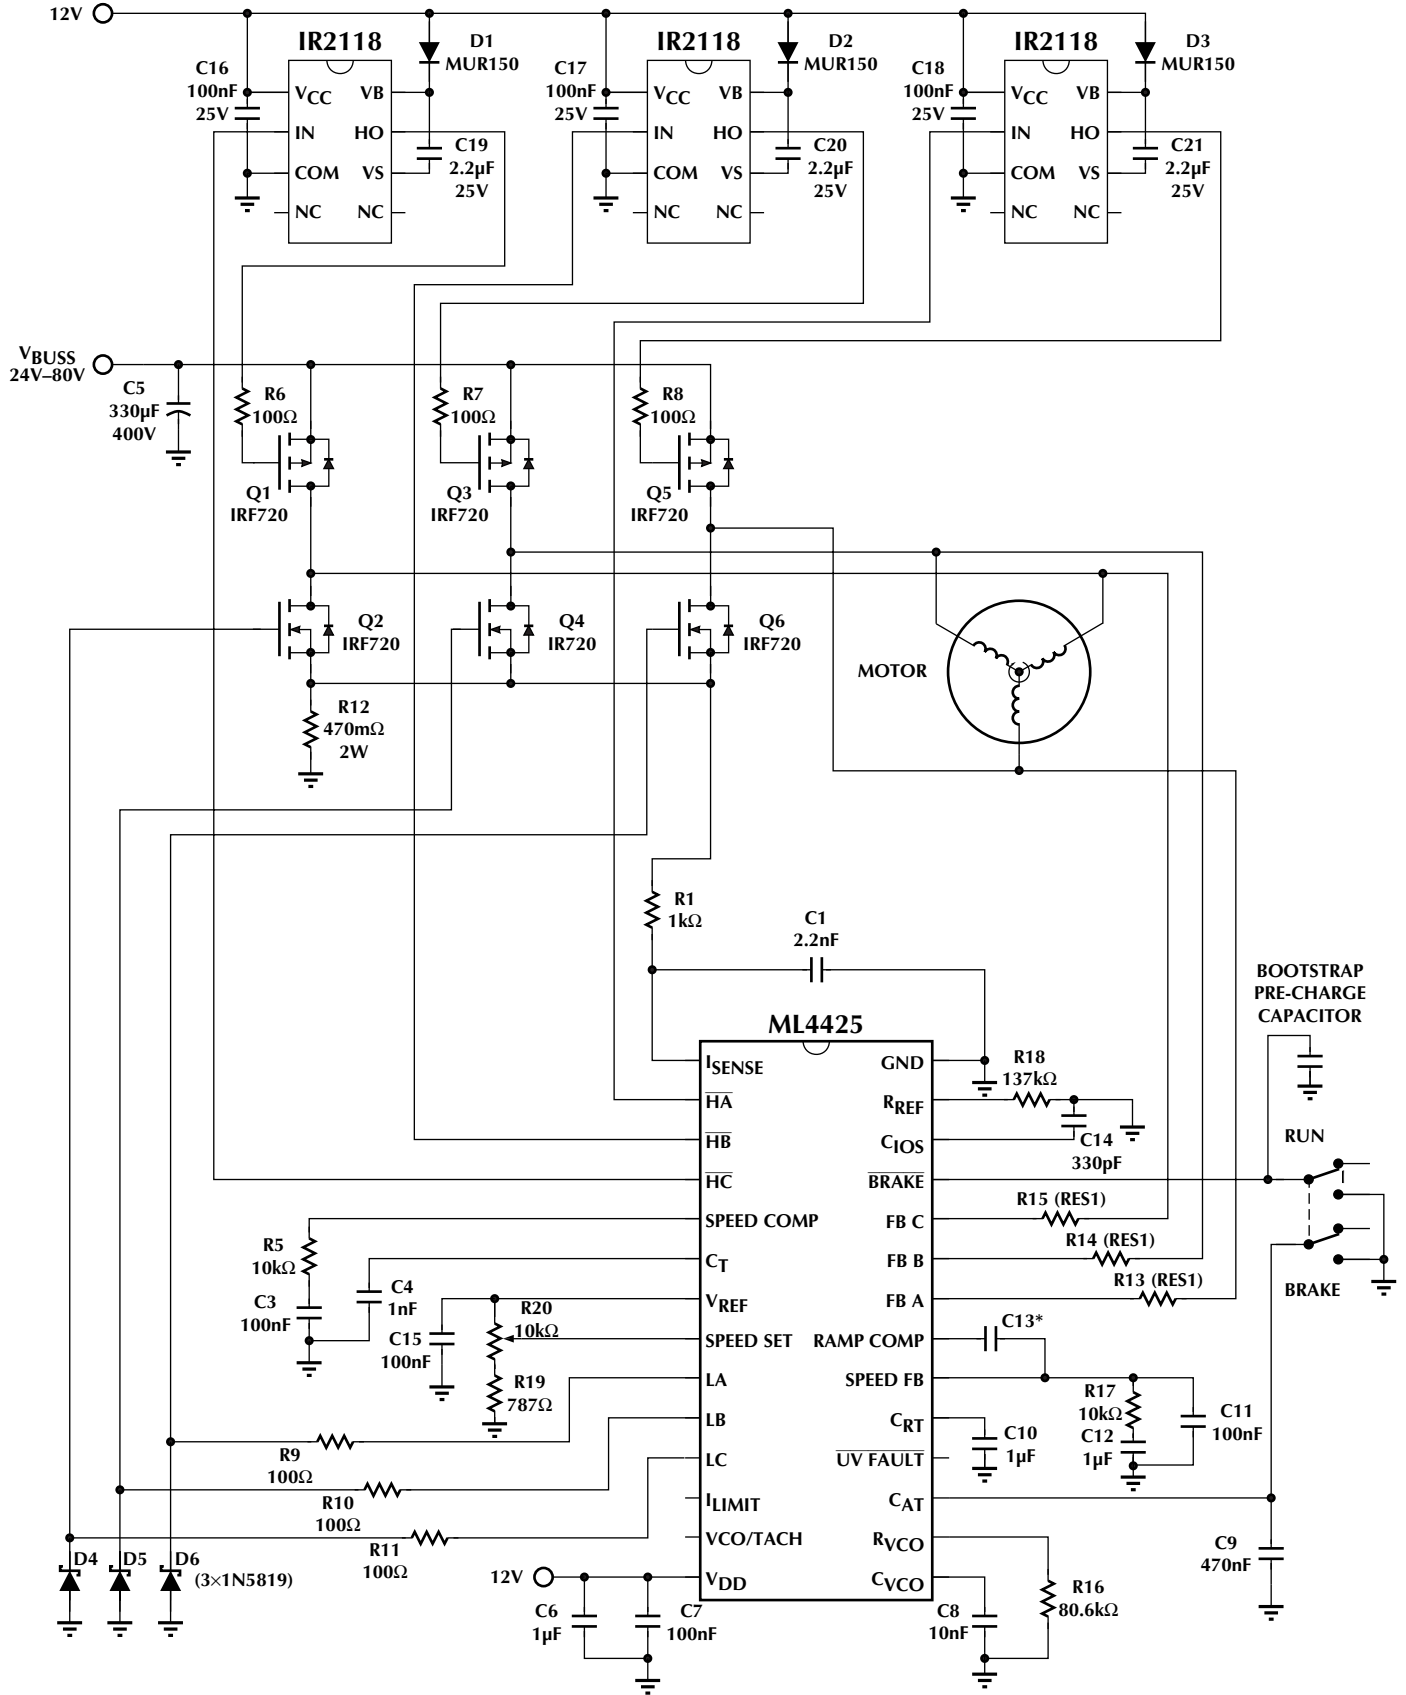 12V
IR2118
D1
MUR150
C16
100nF
25V
VCC
VB
IN
HO
COM
VS
NC
NC
C19
2.2µF
25V
IR2118
D2
MUR150
C17
100nF
25V
VCC
VB
IN
HO
COM
VS
NC
NC
C20
2.2µF
25V
IR2118
D3
MUR150
C18
100nF
25V
VCC
VB
IN
HO
COM
VS
NC
NC
C21
2.2µF
25V
VBUSS
24V–80V
C5
330µF
400V
R6
100Ω
R7
100Ω
R8
100Ω
Q1
IRF720
Q3
IRF720
Q5
IRF720
Q2
IRF720
Q4
IR720
Q6
IRF720
MOTOR
R12
470mΩ
2W
R1
1kΩ
C1
2.2nF
BOOTSTRAP
PRE-CHARGE
CAPACITOR
ML4425
ISENSE
HA
HB
HC
SPEED COMP
CT
VREF
SPEED SET
LA
LB
LC
ILIMIT
VCO/TACH
VDD
GND
RREF
CIOS
BRAKE
FB C
FB B
FB A
RAMP COMP
SPEED FB
CRT
UV FAULT
CAT
RVCO
CVCO
R18
137kΩ
C14
330pF
RUN
BRAKE
R15 (RES1)
R14 (RES1)
R13 (RES1)
R5
10kΩ
C3
100nF
C4
1nF
C15
100nF
R20
10kΩ
R19
787Ω
C13*
R17
10kΩ
C12
1µF
C11
100nF
C10
1µF
R9
100Ω
R10
100Ω
R11
100Ω
D4
D5
D6
(3×1N5819)
12V
C6
1µF
C7
100nF
C8
10nF
R16
80.6kΩ
C9
470nF